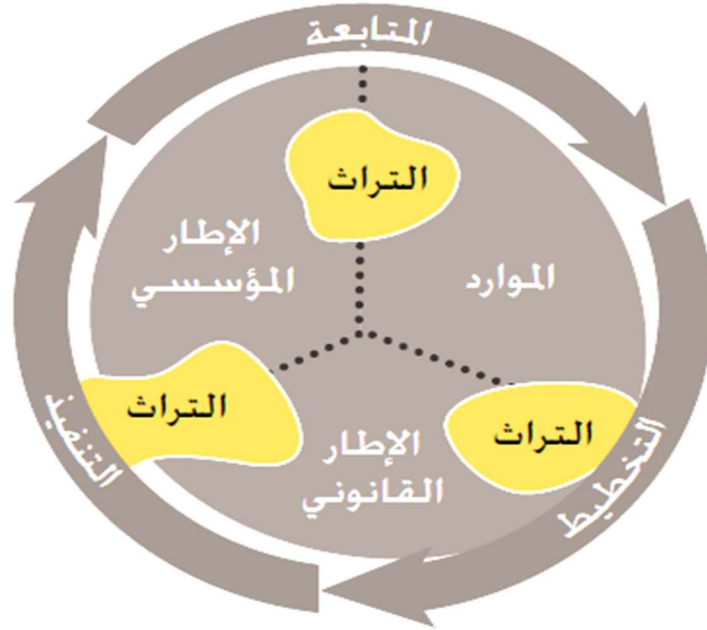 المتابعة
التراث
الإطار
المؤسسي
الموارد
التراث
التراث
الإطار
القانوني
التنفيذ
التخطيط